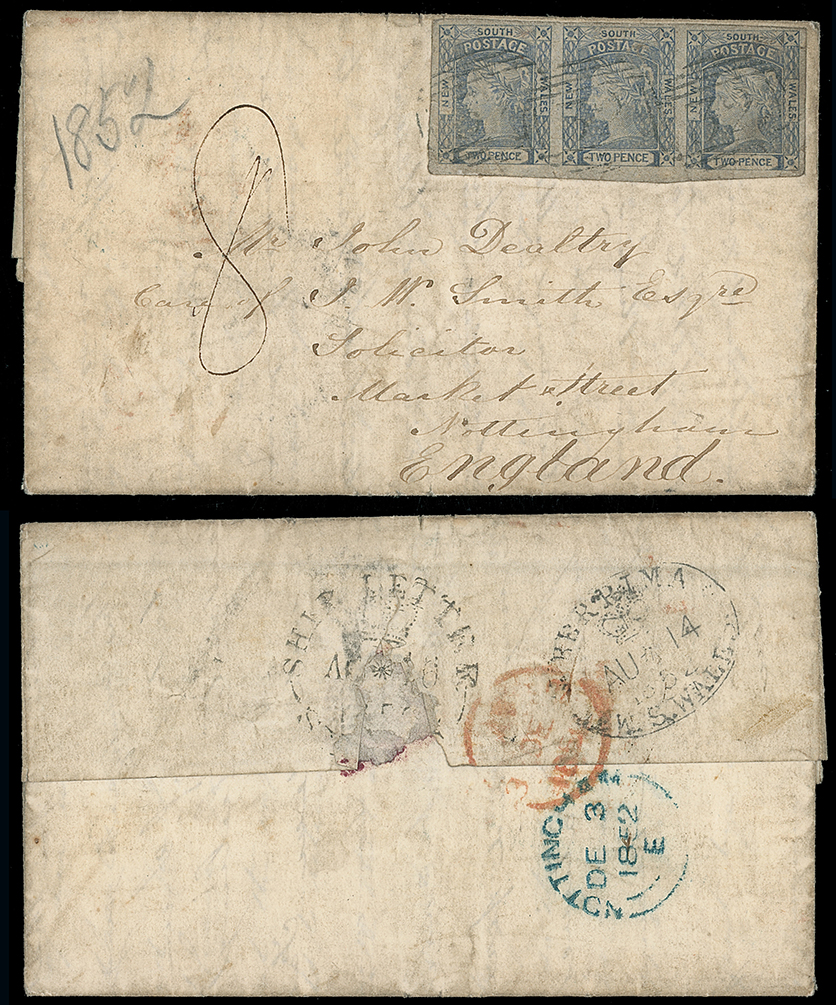 SOUTH SOUTH SOUTH
POSTAGE POSTAGE POSTAGE
NEW WALES NEW WALES NEW WALES
TWO PENCE TWO PENCE TWO PENCE
1852
8
Mr John Dealtry
Care of J. W. Smith Esqre
Solicitor
Market Street
Nottingham
England.
SHIP LETTER
BERRIMA
AU 14
N.S.WALES
DE
DE 3
1852
E